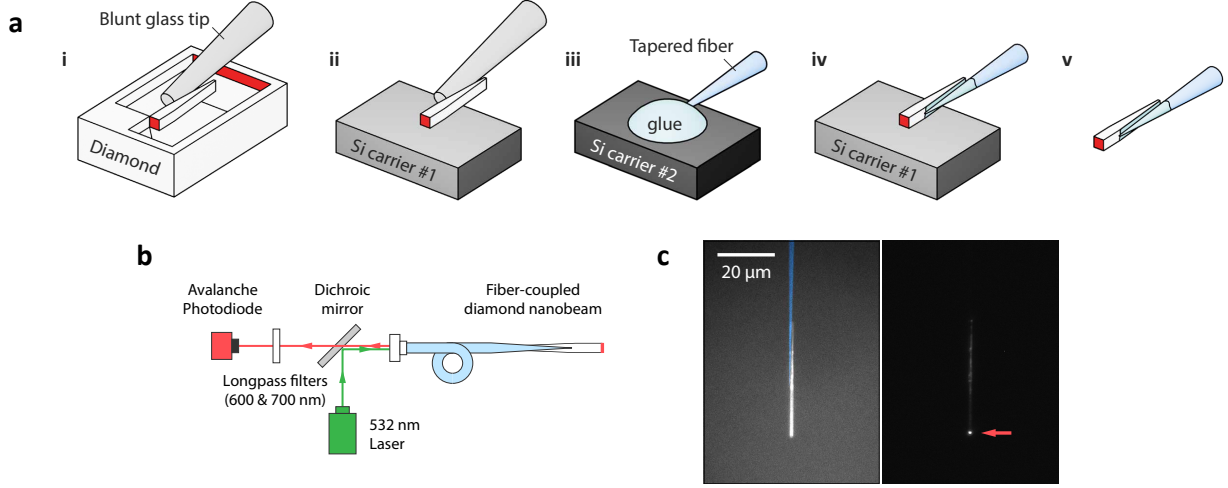 a
i
Blunt glass tip
Diamond
ii
Si carrier #1
iii
Tapered fiber
glue
Si carrier #2
iv
Si carrier #1
v
b
Avalanche
Photodiode
Dichroic
mirror
Fiber-coupled
diamond nanobeam
Longpass filters
(600 & 700 nm)
532 nm
Laser
c
20 µm